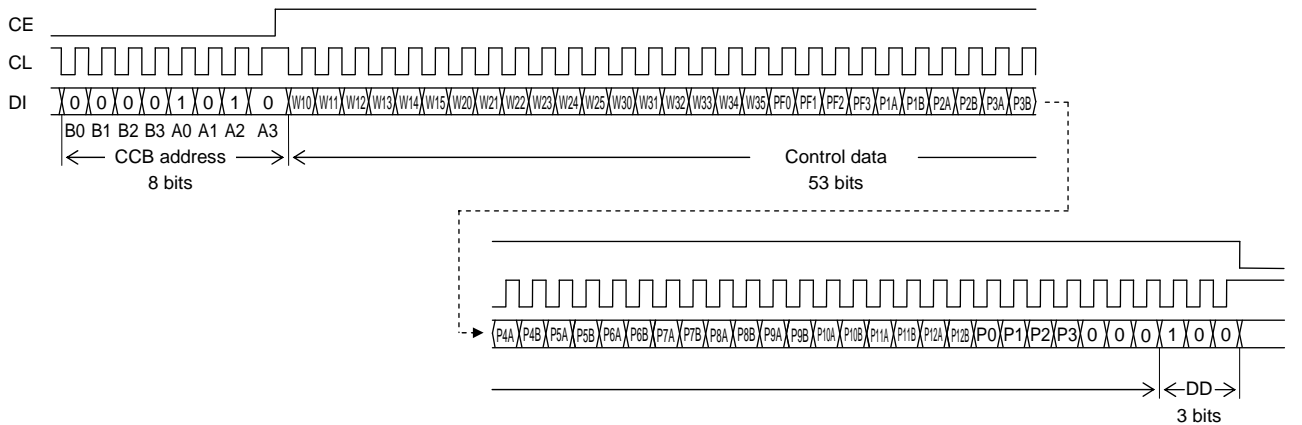 CE
CL
DI 0 0 0 0 1 0 1 0 W10 W11 W12 W13 W14 W15 W20 W21 W22 W23 W24 W25 W30 W31 W32 W33 W34 W35 PF0 PF1 PF2 PF3 P1A P1B P2A P2B P3A P3B
B0 B1 B2 B3 A0 A1 A2 A3
CCB address Control data
8 bits 53 bits
P4A P4B P5A P5B P6A P6B P7A P7B P8A P8B P9A P9B P10A P10B P11A P11B P12A P12B P0 P1 P2 P3 0 0 0 1 0 0
DD
3 bits